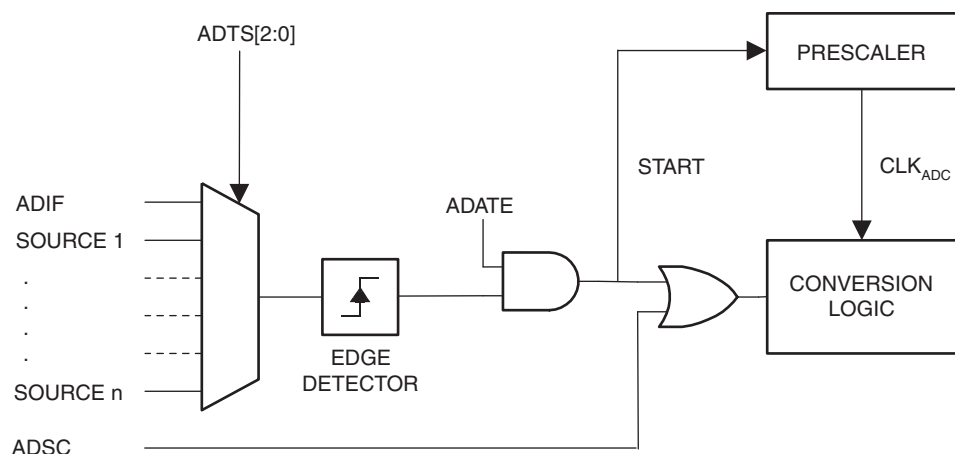 ADTS[2:0]
PRESCALER
START
CLKADC
ADIF
SOURCE 1
.
.
.
.
SOURCE n
ADSC
ADATE
EDGE
DETECTOR
CONVERSION
LOGIC